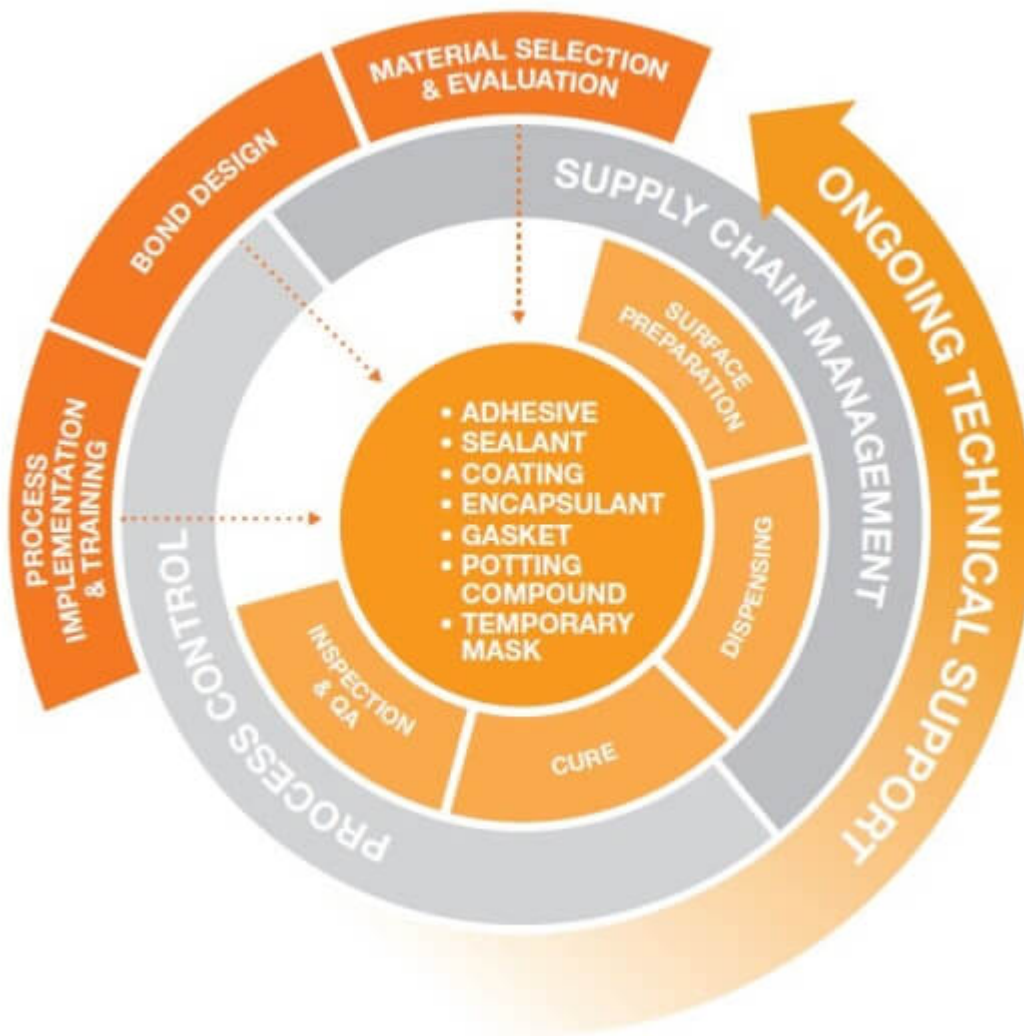 MATERIAL SELECTION
& EVALUATION
BOND DESIGN
PROCESS
IMPLEMENTATION
& TRAINING
SUPPLY CHAIN MANAGEMENT
PROCESS CONTROL
ONGOING TECHNICAL SUPPORT
SURFACE
PREPARATION
DISPENSING
CURE
INSPECTION
& QA
• ADHESIVE
• SEALANT
• COATING
• ENCAPSULANT
• GASKET
• POTTING
COMPOUND
• TEMPORARY
MASK